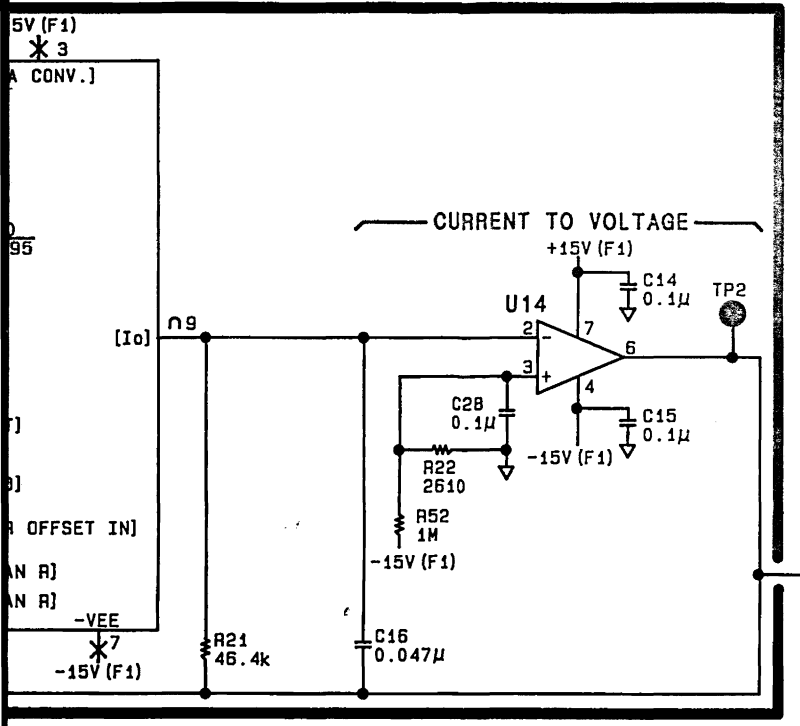 5V(F1)
3
A CONV.]
95
CURRENT TO VOLTAGE
+15V(F1)
C14
0.1µ
TP2
U14
[Io]
9
2
-
7
6
3
+
4
C28
0.1µ
C15
0.1µ
-15V(F1)
T]
R22
2610
R52
1M
-15V(F1)
R OFFSET IN]
AN R]
AN R]
-VEE
7
-15V(F1)
R21
46.4k
C16
0.047µ